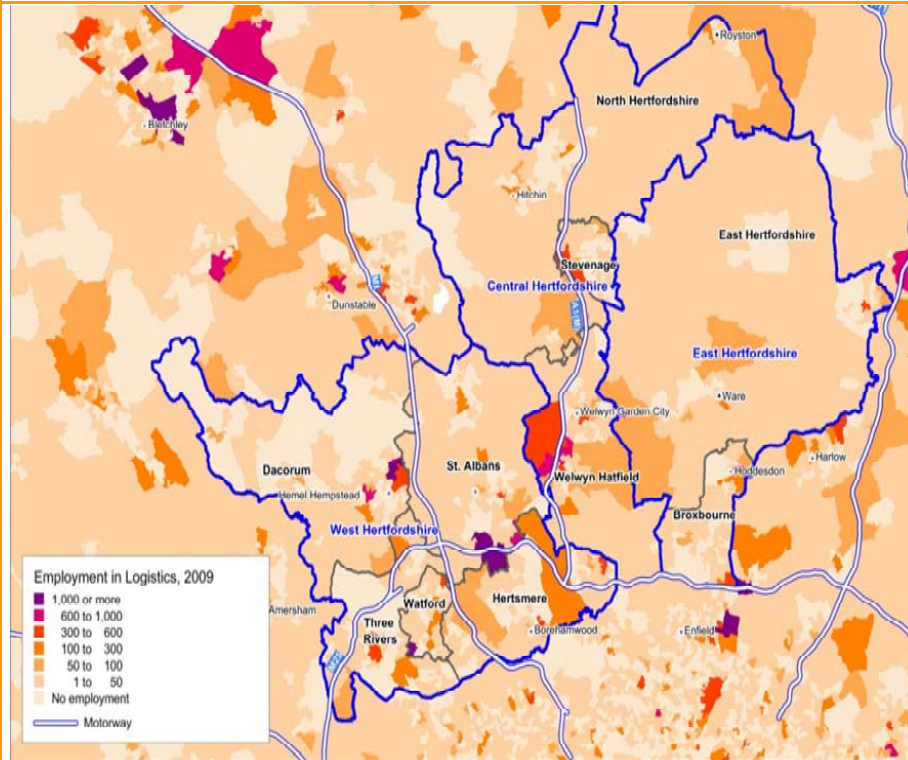 Royston
North Hertfordshire
Bletchley
Hitchin
East Hertfordshire
Stevenage
Central Hertfordshire
M1
Dunstable
A1(M)
East Hertfordshire
Ware
Welwyn Garden City
Dacorum
St. Albans
Welwyn Hatfield
Hoddesdon
Harlow
Hemel Hempstead
Broxbourne
West Hertfordshire
Employment in Logistics, 2009
1,000 or more
600 to 1,000
300 to 600
100 to 300
50 to 100
1 to 50
No employment
Motorway
Amersham
Watford
Hertsmere
Three
Rivers
Borehamwood
Enfield
M25